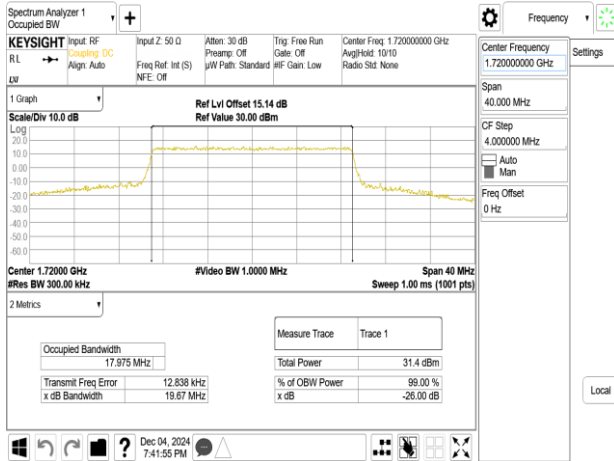 Spectrum Analyzer 1
Occupied BW
+
Frequency
KEYSIGHT
RL
Input: RF
Coupling: DC
Align: Auto
Input Z: 50 Ω
Freq Ref: Int (S)
NFE: Off
Atten: 30 dB
Preamp: Off
µW Path: Standard
Trig: Free Run
Gate: Off
#IF Gain: Low
Center Freq: 1.720000000 GHz
Avg|Hold: 10/10
Radio Std: None
Center Frequency
1.720000000 GHz
Settings
Span
40.000 MHz
CF Step
4.000000 MHz
Auto
Man
Freq Offset
0 Hz
Local
1 Graph
Scale/Div 10.0 dB
Ref Lvl Offset 15.14 dB
Ref Value 30.00 dBm
Log
20.0
10.0
0.00
-10.0
-20.0
-30.0
-40.0
-50.0
-60.0
Center 1.72000 GHz
#Res BW 300.00 kHz
#Video BW 1.0000 MHz
Span 40 MHz
Sweep 1.00 ms (1001 pts)
2 Metrics
Measure Trace Trace 1
Occupied Bandwidth
17.975 MHz
Total Power 31.4 dBm
Transmit Freq Error 12.838 kHz
% of OBW Power 99.00 %
x dB Bandwidth 19.67 MHz
x dB -26.00 dB
?
Dec 04, 2024
7:41:55 PM